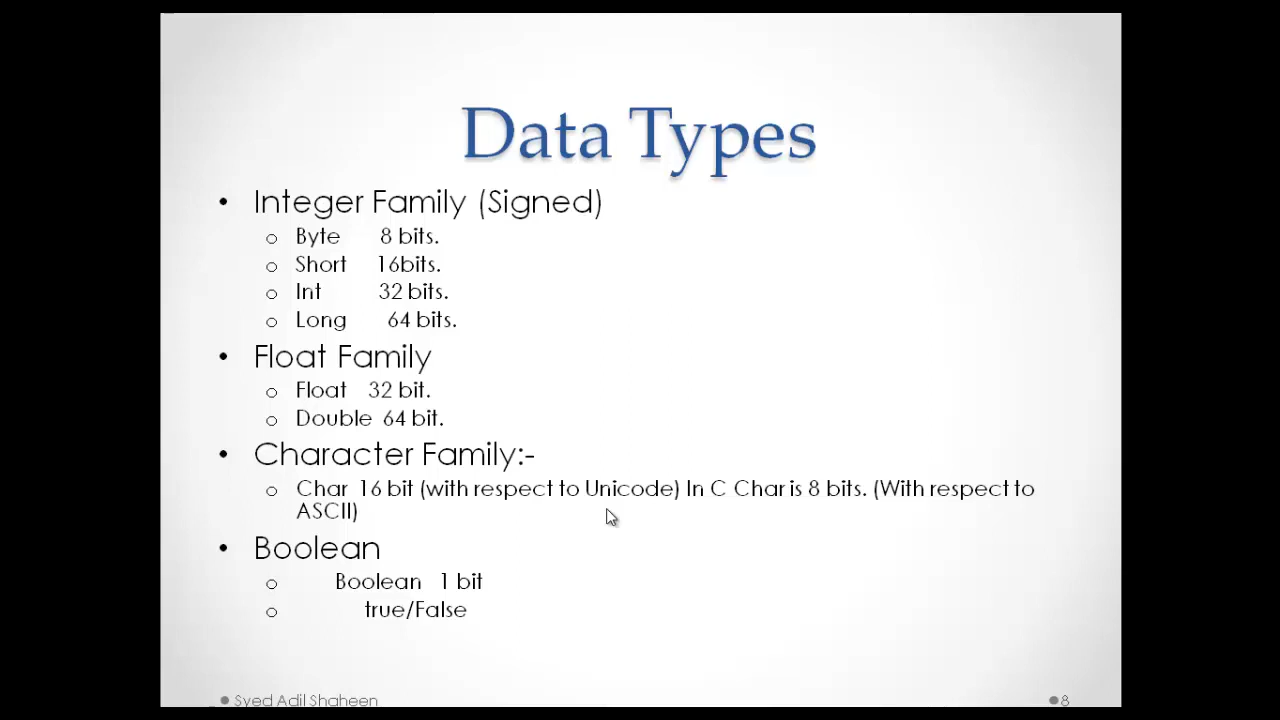 Data Types
• Integer Family (Signed)
o Byte 8 bits.
o Short 16bits.
o Int 32 bits.
o Long 64 bits.
• Float Family
o Float 32 bit.
o Double 64 bit.
• Character Family:-
o Char 16 bit (with respect to Unicode) In C Char is 8 bits. (With respect to
ASCII)
• Boolean
o Boolean 1 bit
o true/False
Syed Adil Shaheen
8